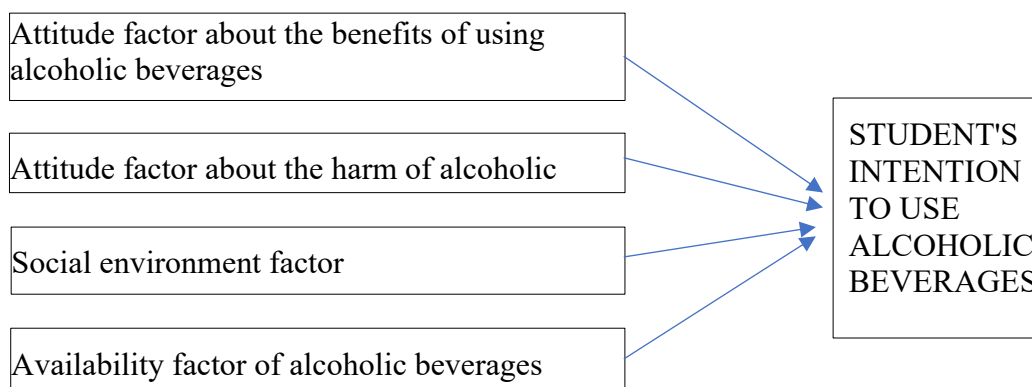 Attitude factor about the benefits of using
alcoholic beverages
Attitude factor about the harm of alcoholic
Social environment factor
Availability factor of alcoholic beverages
STUDENT'S
INTENTION
TO USE
ALCOHOLIC
BEVERAGES